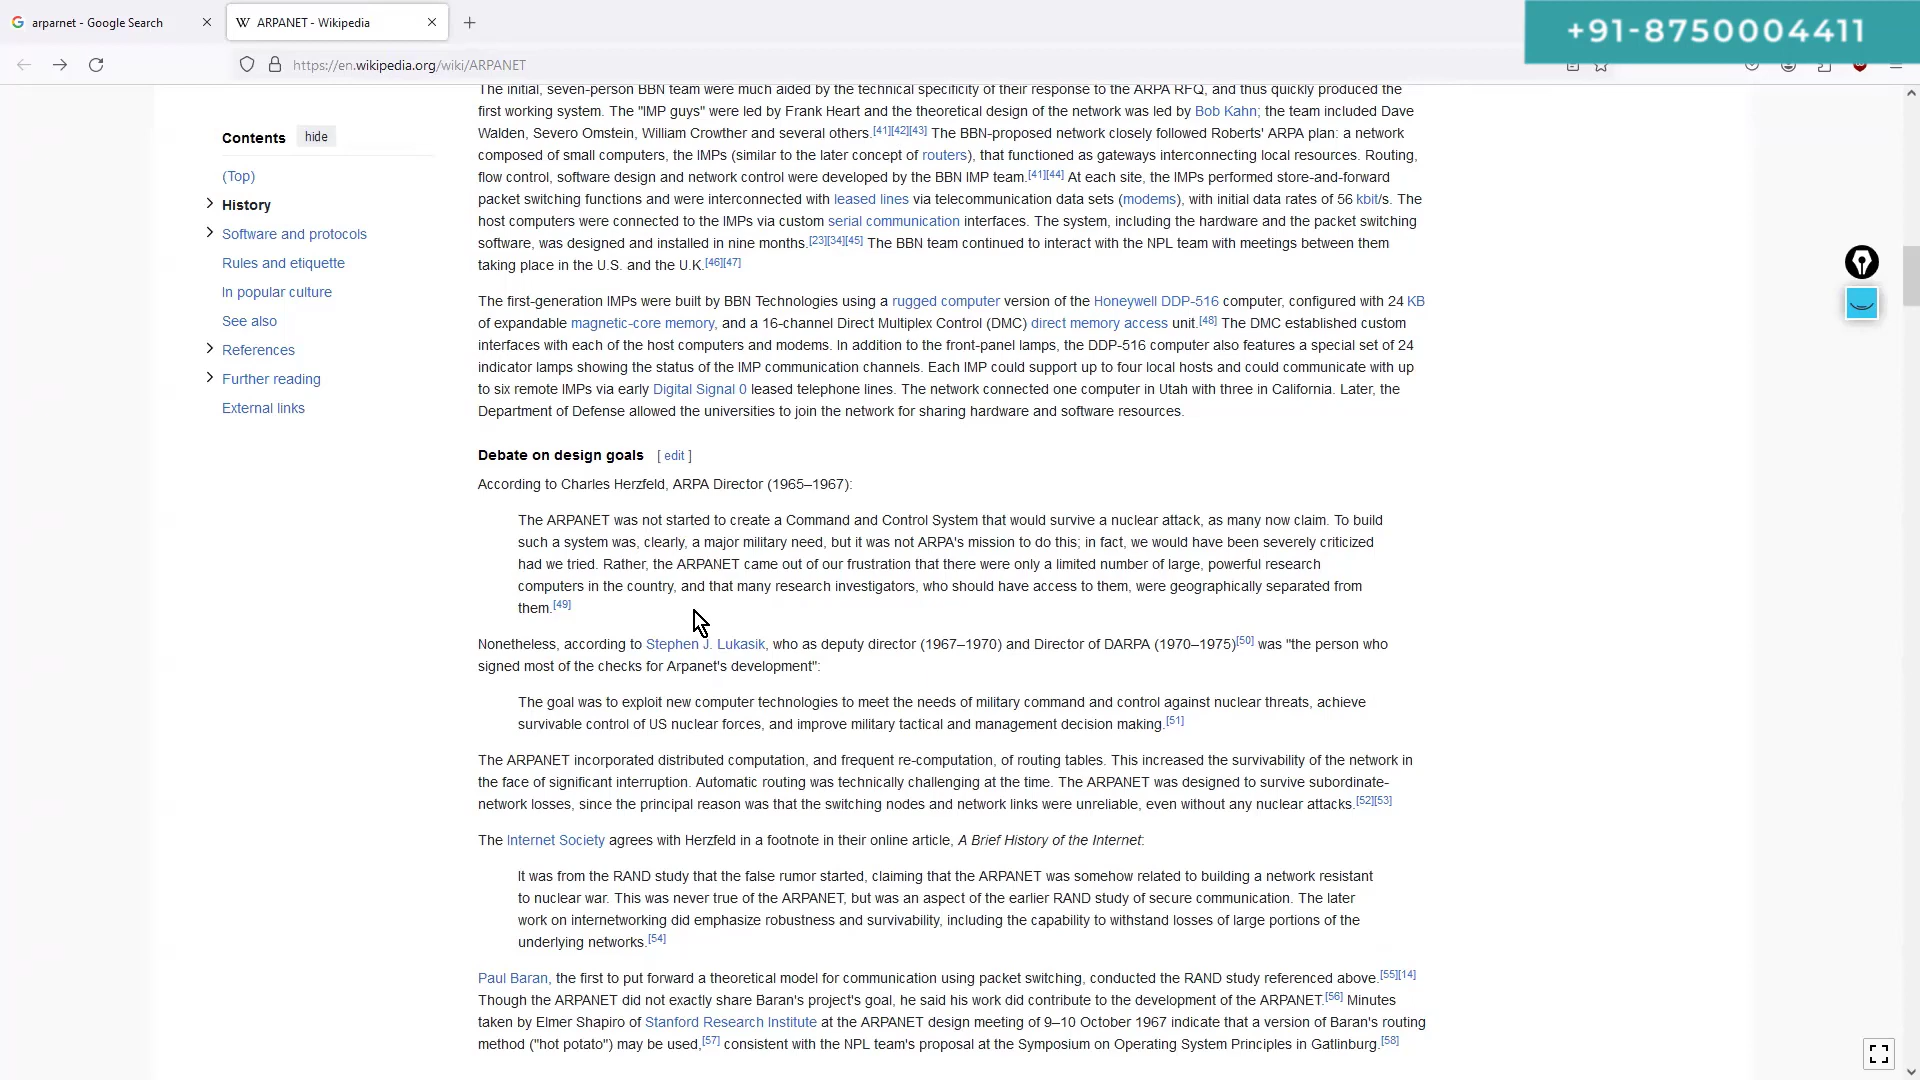 arparnet - Google Search
ARPANET - Wikipedia
+91-8750004411
https://en.wikipedia.org/wiki/ARPANET
Contents hide
(Top)
History
Software and protocols
Rules and etiquette
In popular culture
See also
References
Further reading
External links
The initial, seven-person BBN team were much aided by the technical specificity of their response to the ARPA RFQ, and thus quickly produced the
first working system. The "IMP guys" were led by Frank Heart and the theoretical design of the network was led by Bob Kahn; the team included Dave
Walden, Severo Ornstein, William Crowther and several others.[41][42][43] The BBN-proposed network closely followed Roberts' ARPA plan: a network
composed of small computers, the IMPs (similar to the later concept of routers), that functioned as gateways interconnecting local resources. Routing,
flow control, software design and network control were developed by the BBN IMP team.[41][44] At each site, the IMPs performed store-and-forward
packet switching functions and were interconnected with leased lines via telecommunication data sets (modems), with initial data rates of 56 kbit/s. The
host computers were connected to the IMPs via custom serial communication interfaces. The system, including the hardware and the packet switching
software, was designed and installed in nine months.[23][34][45] The BBN team continued to interact with the NPL team with meetings between them
taking place in the U.S. and the U.K.[46][47]
The first-generation IMPs were built by BBN Technologies using a rugged computer version of the Honeywell DDP-516 computer, configured with 24 KB
of expandable magnetic-core memory, and a 16-channel Direct Multiplex Control (DMC) direct memory access unit.[48] The DMC established custom
interfaces with each of the host computers and modems. In addition to the front-panel lamps, the DDP-516 computer also features a special set of 24
indicator lamps showing the status of the IMP communication channels. Each IMP could support up to four local hosts and could communicate with up
to six remote IMPs via early Digital Signal 0 leased telephone lines. The network connected one computer in Utah with three in California. Later, the
Department of Defense allowed the universities to join the network for sharing hardware and software resources.
Debate on design goals [ edit ]
According to Charles Herzfeld, ARPA Director (1965–1967):
The ARPANET was not started to create a Command and Control System that would survive a nuclear attack, as many now claim. To build
such a system was, clearly, a major military need, but it was not ARPA's mission to do this; in fact, we would have been severely criticized
had we tried. Rather, the ARPANET came out of our frustration that there were only a limited number of large, powerful research
computers in the country, and that many research investigators, who should have access to them, were geographically separated from
them.[49]
Nonetheless, according to Stephen J. Lukasik, who as deputy director (1967–1970) and Director of DARPA (1970–1975)[50] was "the person who
signed most of the checks for Arpanet's development":
The goal was to exploit new computer technologies to meet the needs of military command and control against nuclear threats, achieve
survivable control of US nuclear forces, and improve military tactical and management decision making.[51]
The ARPANET incorporated distributed computation, and frequent re-computation, of routing tables. This increased the survivability of the network in
the face of significant interruption. Automatic routing was technically challenging at the time. The ARPANET was designed to survive subordinate-
network losses, since the principal reason was that the switching nodes and network links were unreliable, even without any nuclear attacks.[52][53]
The Internet Society agrees with Herzfeld in a footnote in their online article, A Brief History of the Internet:
It was from the RAND study that the false rumor started, claiming that the ARPANET was somehow related to building a network resistant
to nuclear war. This was never true of the ARPANET, but was an aspect of the earlier RAND study of secure communication. The later
work on internetworking did emphasize robustness and survivability, including the capability to withstand losses of large portions of the
underlying networks.[54]
Paul Baran, the first to put forward a theoretical model for communication using packet switching, conducted the RAND study referenced above.[55][14]
Though the ARPANET did not exactly share Baran's project's goal, he said his work did contribute to the development of the ARPANET.[56] Minutes
taken by Elmer Shapiro of Stanford Research Institute at the ARPANET design meeting of 9–10 October 1967 indicate that a version of Baran's routing
method ("hot potato") may be used,[57] consistent with the NPL team's proposal at the Symposium on Operating System Principles in Gatlinburg.[58]